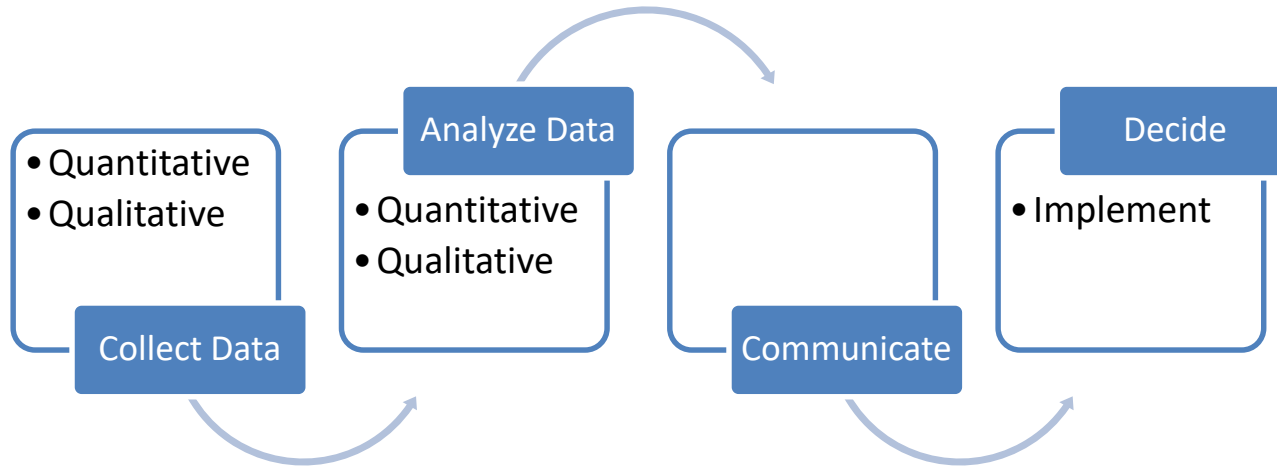 • Quantitative
• Qualitative
Collect Data
Analyze Data
• Quantitative
• Qualitative
Communicate
Decide
• Implement